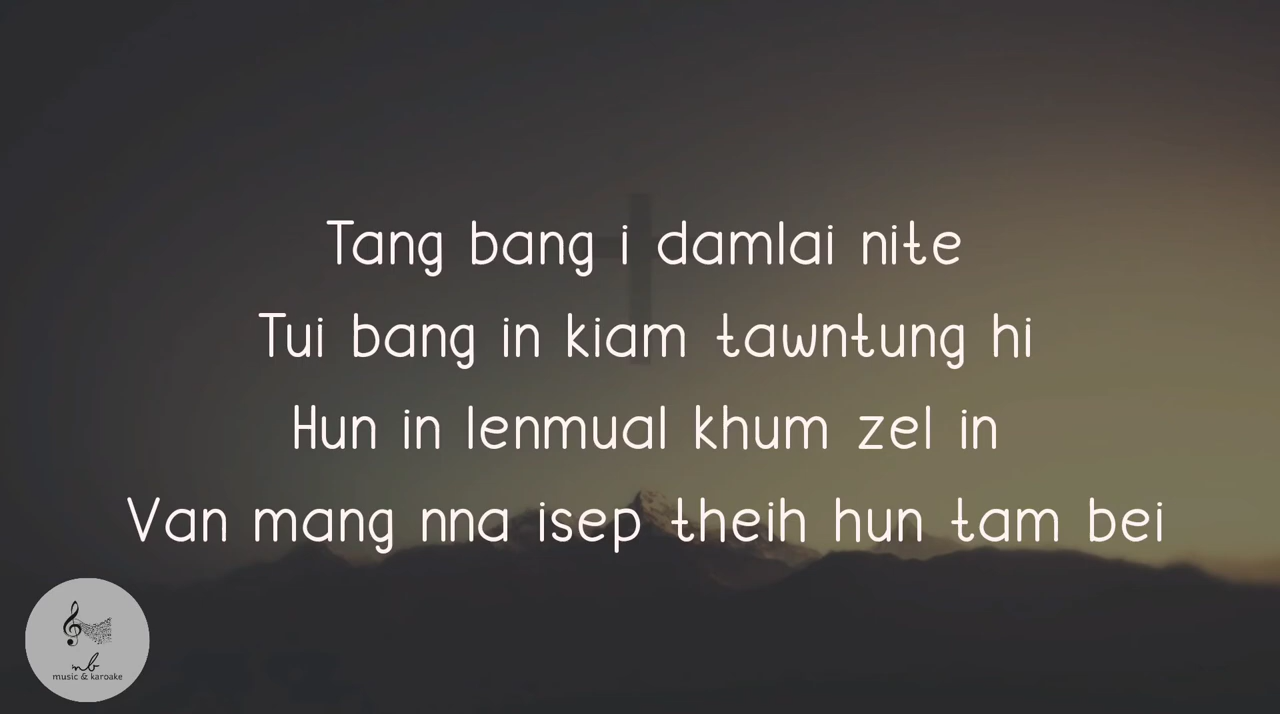 Tang bang i damlai nite
Tui bang in kiam tawntung hi
Hun in lenmual khum zel in
Van mang nna isep theih hun tam bei
nb
music & karoake